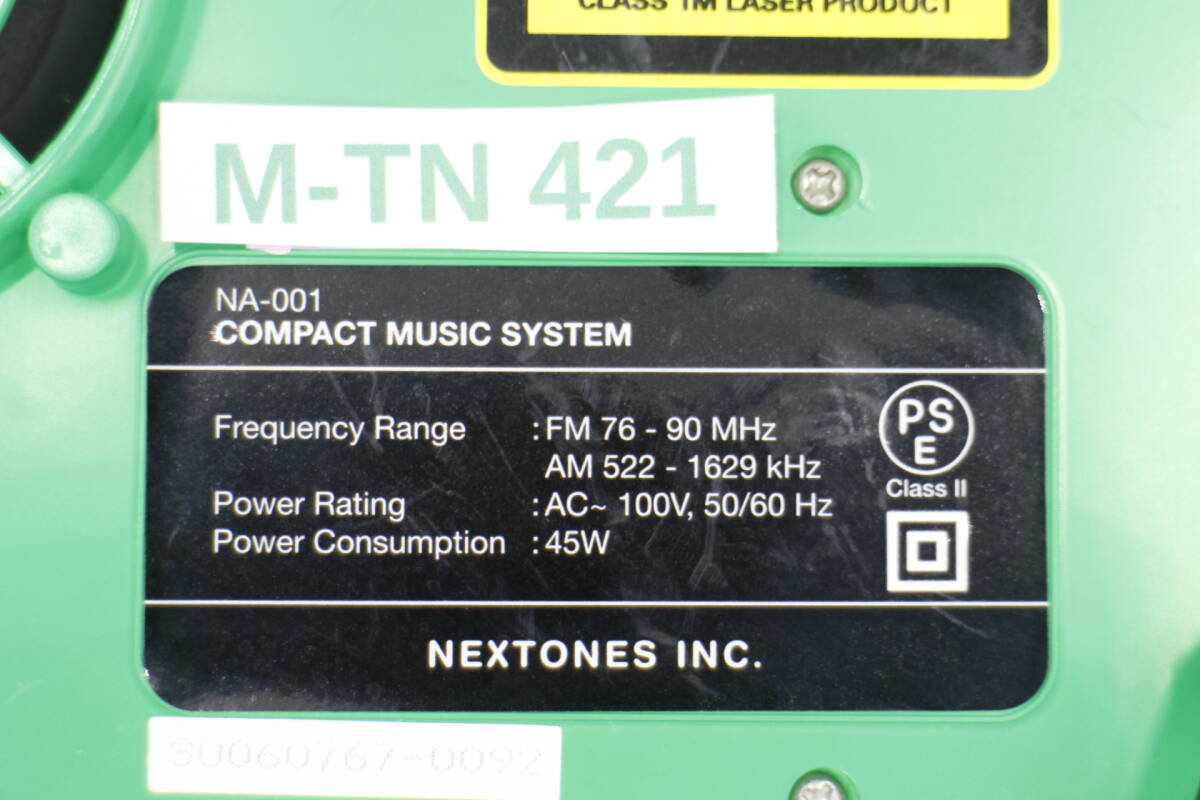 CLASS 1M LASER PRODUCT
M-TN 421
NA-001
COMPACT MUSIC SYSTEM
Frequency Range : FM 76 - 90 MHz
AM 522 - 1629 kHz
Power Rating : AC~ 100V, 50/60 Hz
Power Consumption : 45W
PS
E
Class II
NEXTONES INC.
30060767-0092